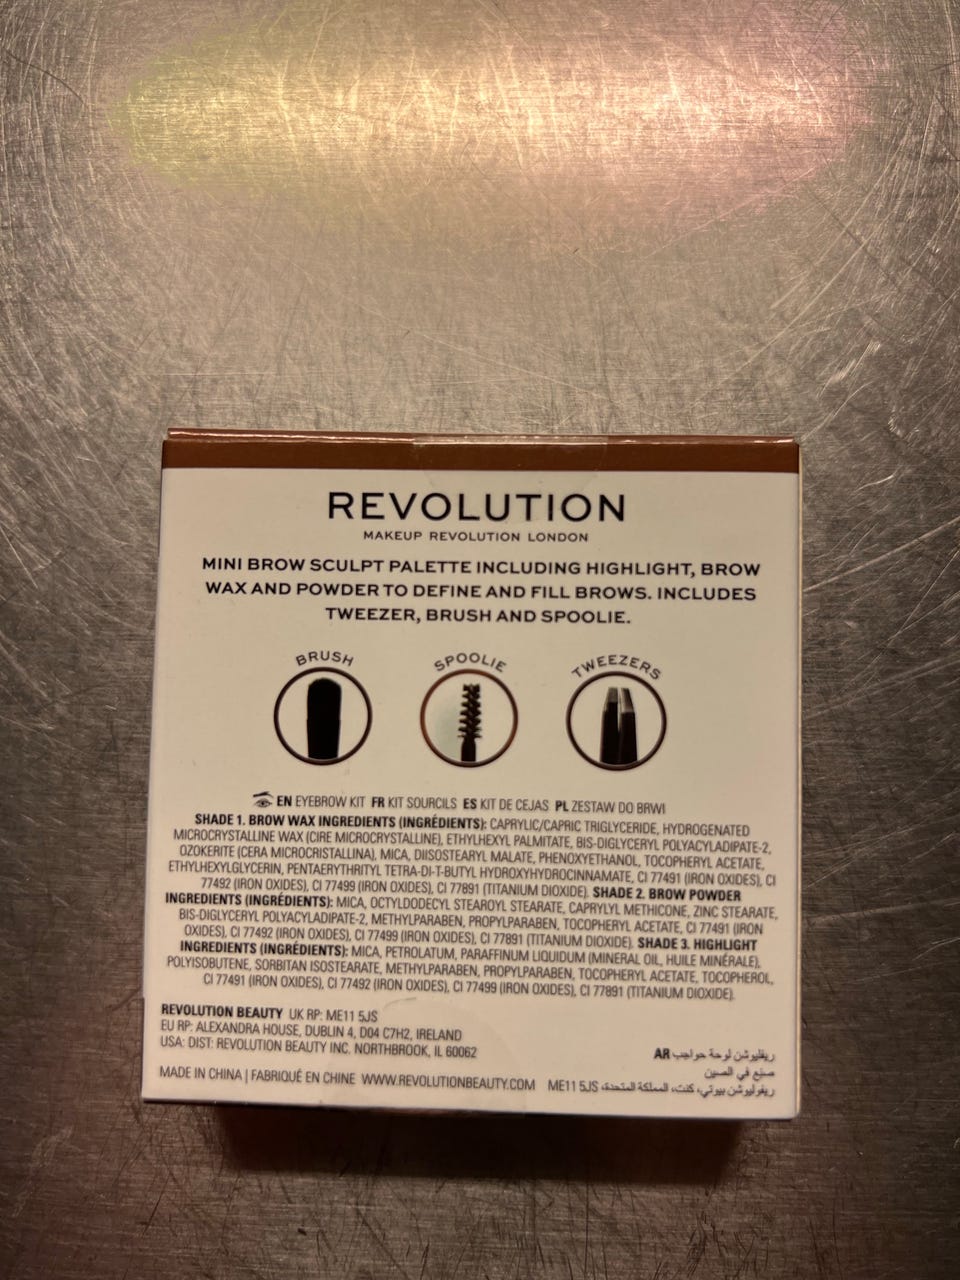 REVOLUTION
MAKEUP REVOLUTION LONDON
MINI BROW SCULPT PALETTE INCLUDING HIGHLIGHT, BROW
WAX AND POWDER TO DEFINE AND FILL BROWS. INCLUDES
TWEEZER, BRUSH AND SPOOLIE.
BRUSH
SPOOLIE
TWEEZERS
EN EYEBROW KIT FR KIT SOURCILS ES KIT DE CEJAS PL ZESTAW DO BRWI
SHADE 1. BROW WAX INGREDIENTS (INGRÉDIENTS): CAPRYLIC/CAPRIC TRIGLYCERIDE, HYDROGENATED
MICROCRYSTALLINE WAX (CIRE MICROCRYSTALLINE), ETHYLHEXYL PALMITATE, BIS-DIGLYCERYL POLYACYLADIPATE-2,
OZOKERITE (CERA MICROCRISTALLINA), MICA, DIISOSTEARYL MALATE, PHENOXYETHANOL, TOCOPHERYL ACETATE,
ETHYLHEXYLGLYCERIN, PENTAERYTHRITYL TETRA-DI-T-BUTYL HYDROXYHYDROCINNAMATE, CI 77491 (IRON OXIDES), CI
77492 (IRON OXIDES), CI 77499 (IRON OXIDES), CI 77891 (TITANIUM DIOXIDE). SHADE 2. BROW POWDER
INGREDIENTS (INGRÉDIENTS): MICA, OCTYLDODECYL STEAROYL STEARATE, CAPRYLYL METHICONE, ZINC STEARATE,
BIS-DIGLYCERYL POLYACYLADIPATE-2, METHYLPARABEN, PROPYLPARABEN, TOCOPHERYL ACETATE, CI 77491 (IRON
OXIDES), CI 77492 (IRON OXIDES), CI 77499 (IRON OXIDES), CI 77891 (TITANIUM DIOXIDE). SHADE 3. HIGHLIGHT
INGREDIENTS (INGRÉDIENTS): MICA, PETROLATUM, PARAFFINUM LIQUIDUM (MINERAL OIL, HUILE MINÉRALE),
POLYISOBUTENE, SORBITAN ISOSTEARATE, METHYLPARABEN, PROPYLPARABEN, TOCOPHERYL ACETATE, TOCOPHEROL,
CI 77491 (IRON OXIDES), CI 77492 (IRON OXIDES), CI 77499 (IRON OXIDES), CI 77891 (TITANIUM DIOXIDE).
REVOLUTION BEAUTY UK RP: ME11 5JS
EU RP: ALEXANDRA HOUSE, DUBLIN 4, D04 C7H2, IRELAND
USA: DIST: REVOLUTION BEAUTY INC. NORTHBROOK, IL 60062
MADE IN CHINA | FABRIQUÉ EN CHINE WWW.REVOLUTIONBEAUTY.COM
AR ريفليوشن لوحة حواجب
صنع في الصين
ريفوليوشن بيوتي، كنت، المملكة المتحدة، ME11 5JS